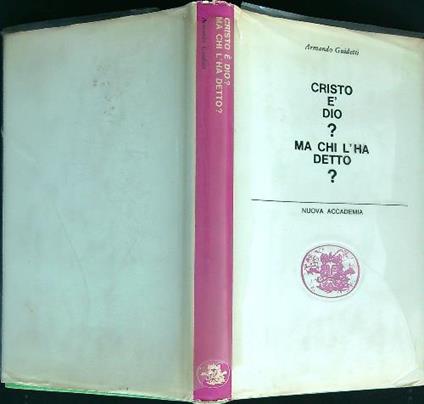 Armando Guidetti
CRISTO
E'
DIO
?
MA CHI L'HA
DETTO
?
NUOVA ACCADEMIA
Armando Guidetti
CRISTO È DIO?
MA CHI L'HA DETTO?